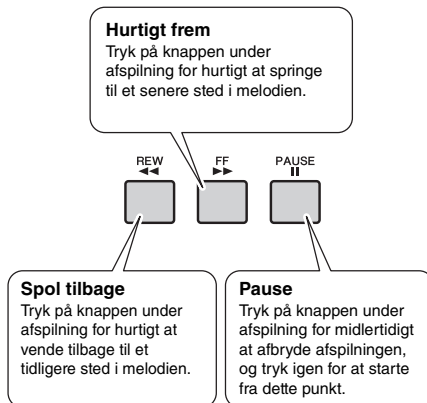 Hurtigt frem
Tryk på knappen under
afspilning for hurtigt at springe
til et senere sted i melodien.
REW
FF
PAUSE
Spol tilbage
Tryk på knappen under
afspilning for hurtigt at
vende tilbage til et
tidligere sted i melodien.
Pause
Tryk på knappen under
afspilning for midlertidigt
at afbryde afspilningen,
og tryk igen for at starte
fra dette punkt.